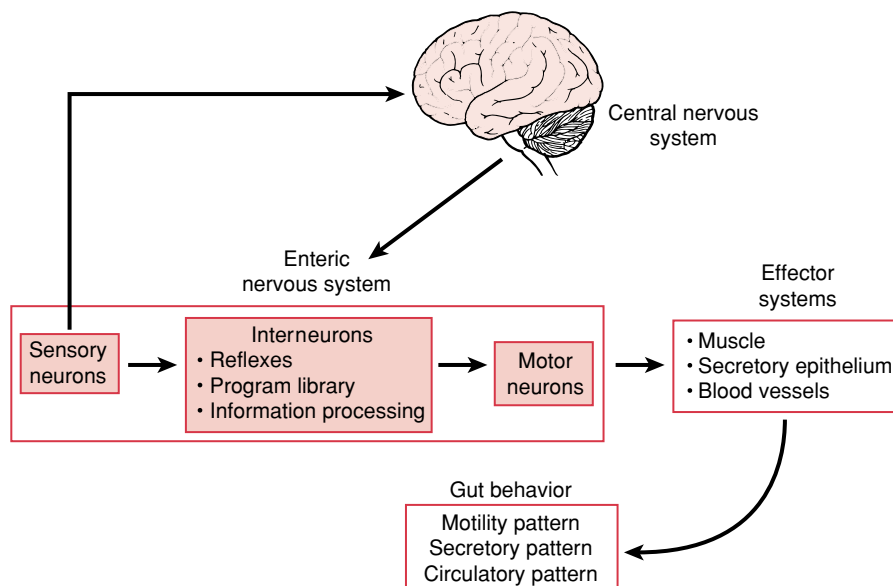 Central nervous
system
Enteric
nervous system
Effector
systems
Sensory
neurons
Interneurons
• Reflexes
• Program library
• Information processing
Motor
neurons
• Muscle
• Secretory epithelium
• Blood vessels
Gut behavior
Motility pattern
Secretory pattern
Circulatory pattern